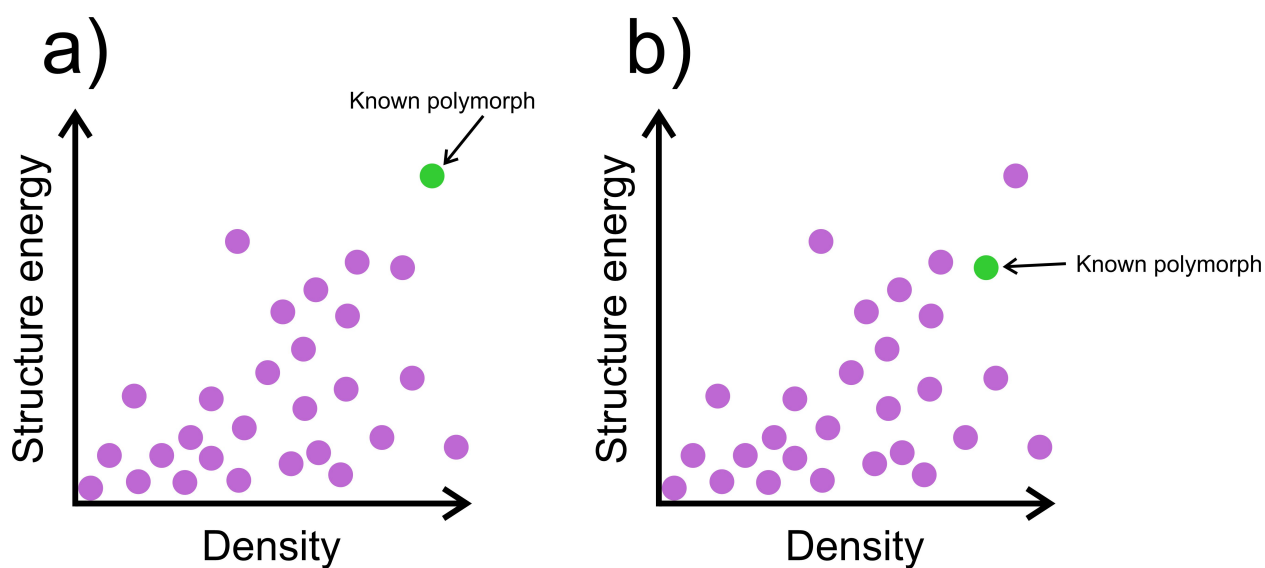 a)
Known polymorph
Structure energy
Density
b)
Known polymorph
Structure energy
Density